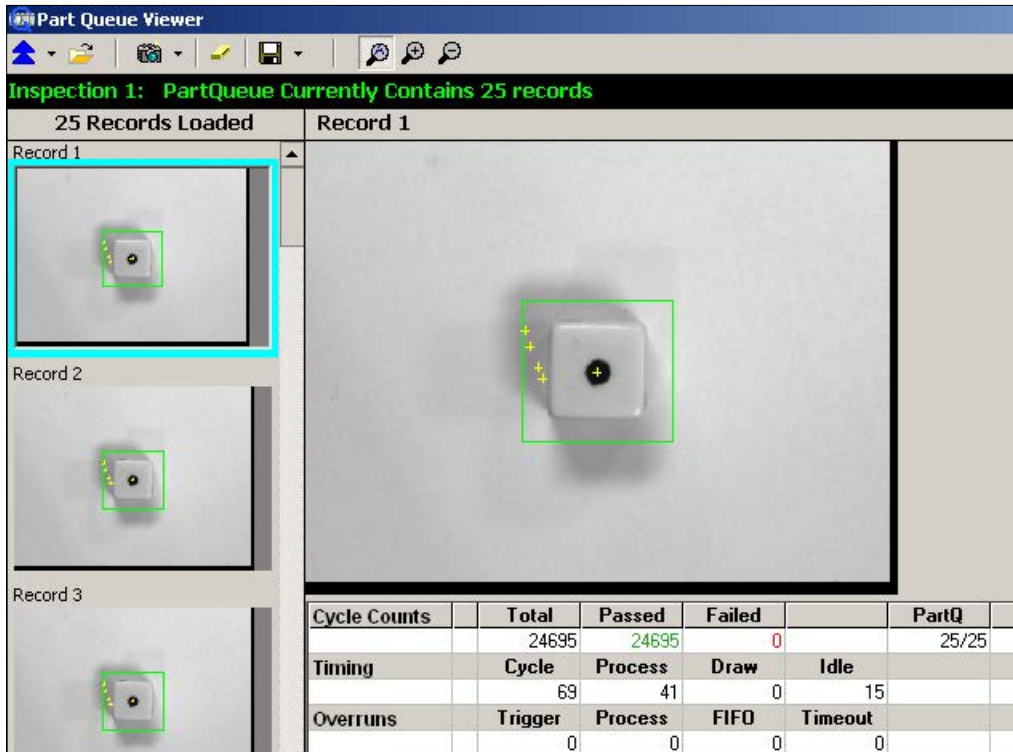 Part Queue Viewer
Inspection 1: PartQueue Currently Contains 25 records
25 Records Loaded
Record 1
Record 1
Record 2
Record 3
Cycle Counts Total Passed Failed PartQ
24695 24695 0 25/25
Timing Cycle Process Draw Idle
69 41 0 15
Overruns Trigger Process FIFO Timeout
0 0 0 0